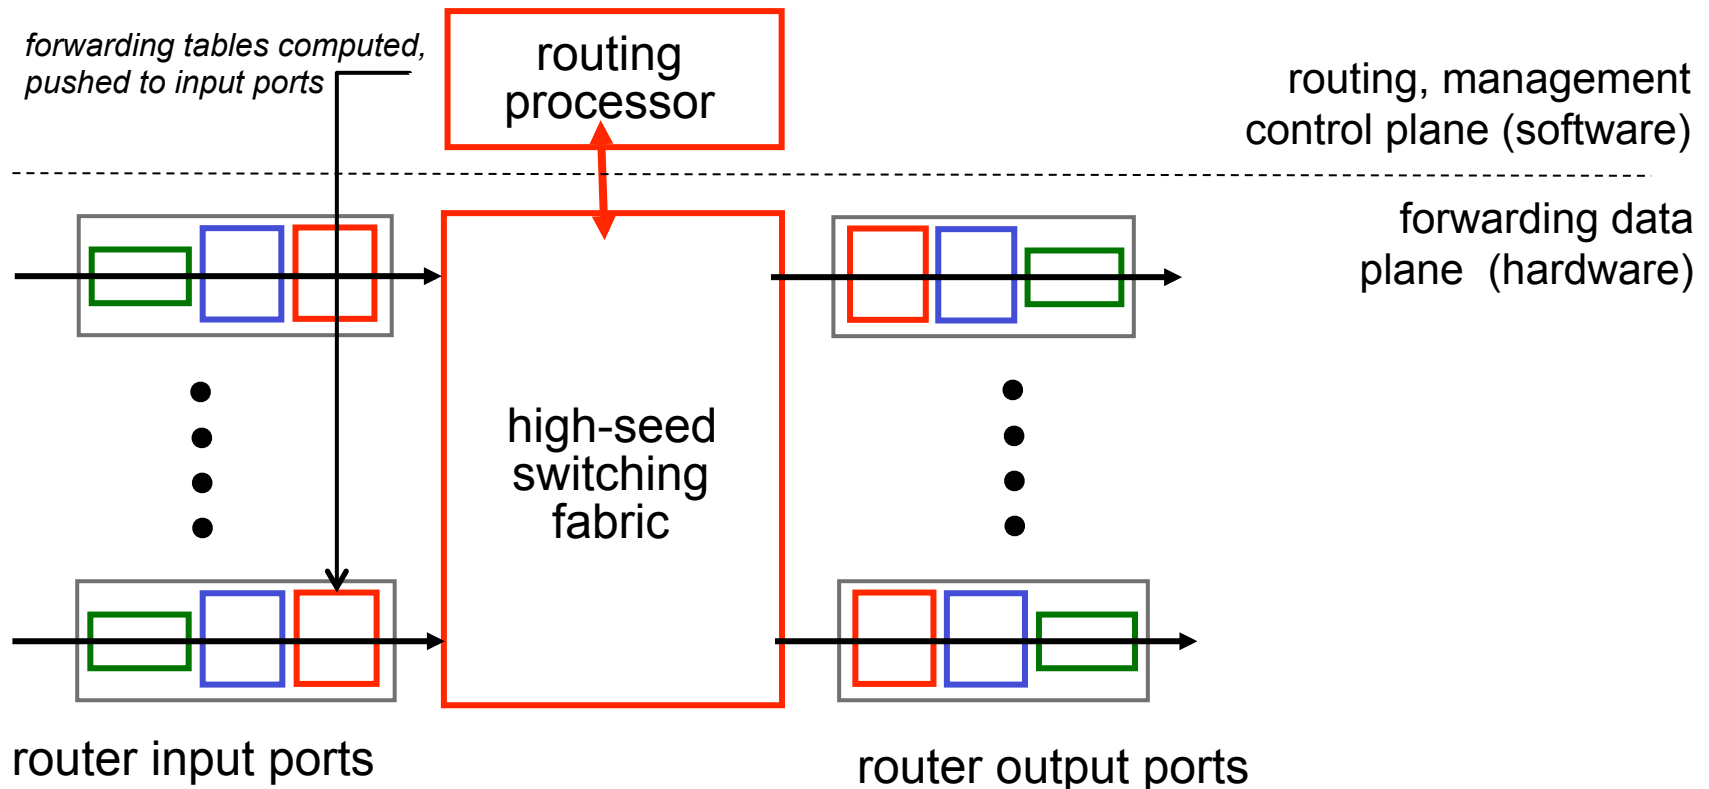 forwarding tables computed,
pushed to input ports
routing
processor
routing, management
control plane (software)
forwarding data
plane  (hardware)
high-seed
switching
fabric
router input ports
router output ports